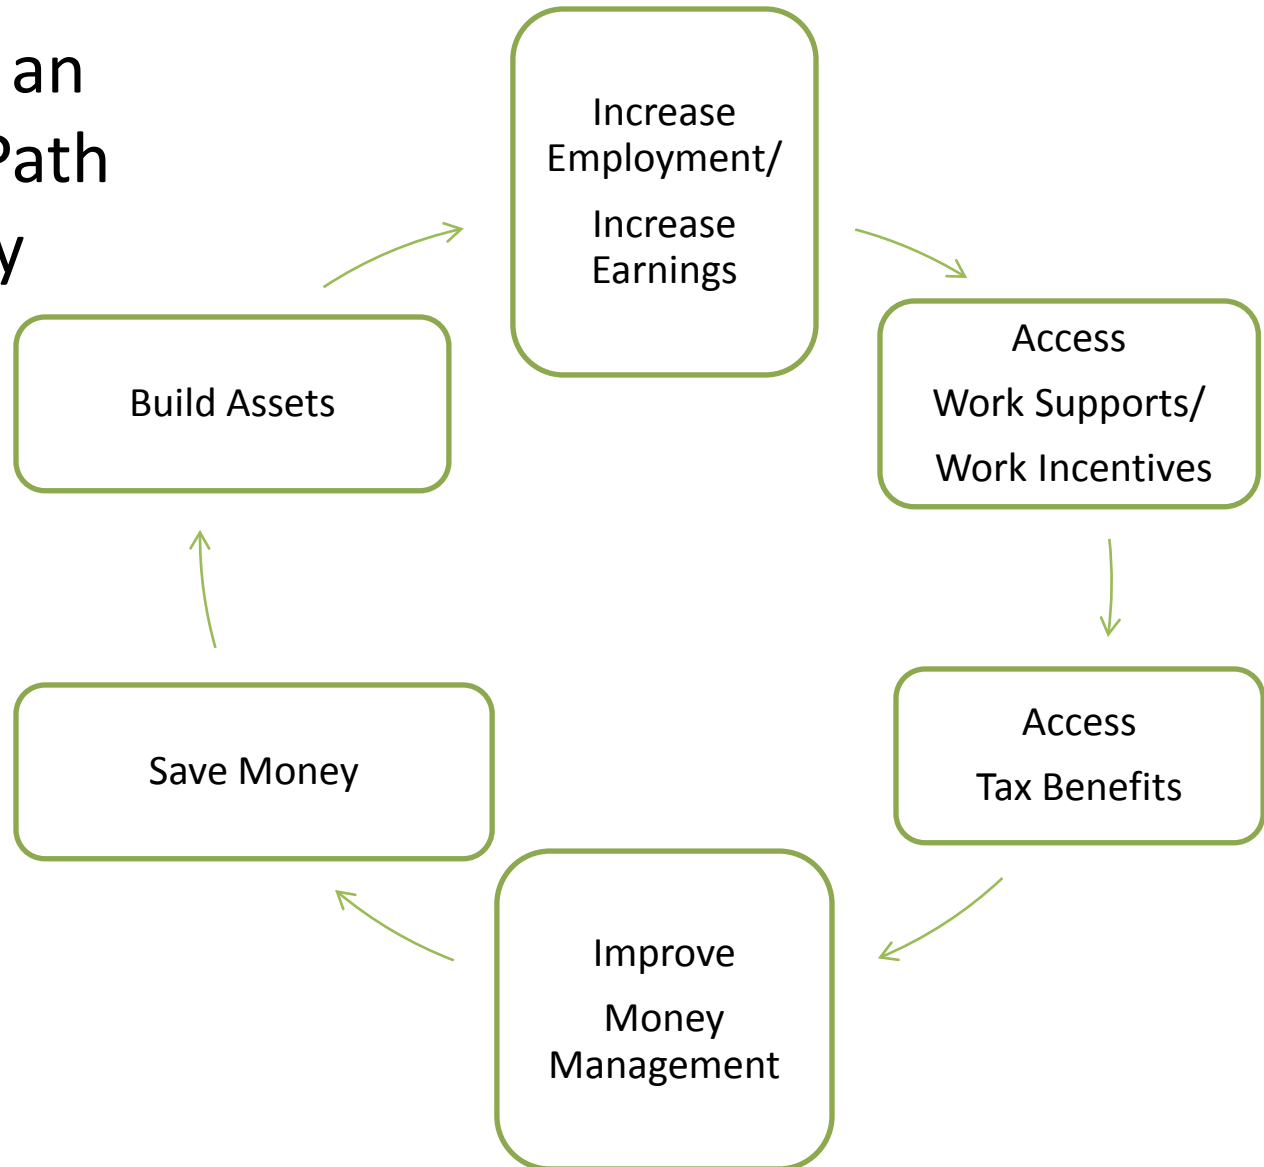 an
Path
y
Increase
Employment/
Increase
Earnings
Access
Work Supports/
Work Incentives
Access
Tax Benefits
Improve
Money
Management
Save Money
Build Assets